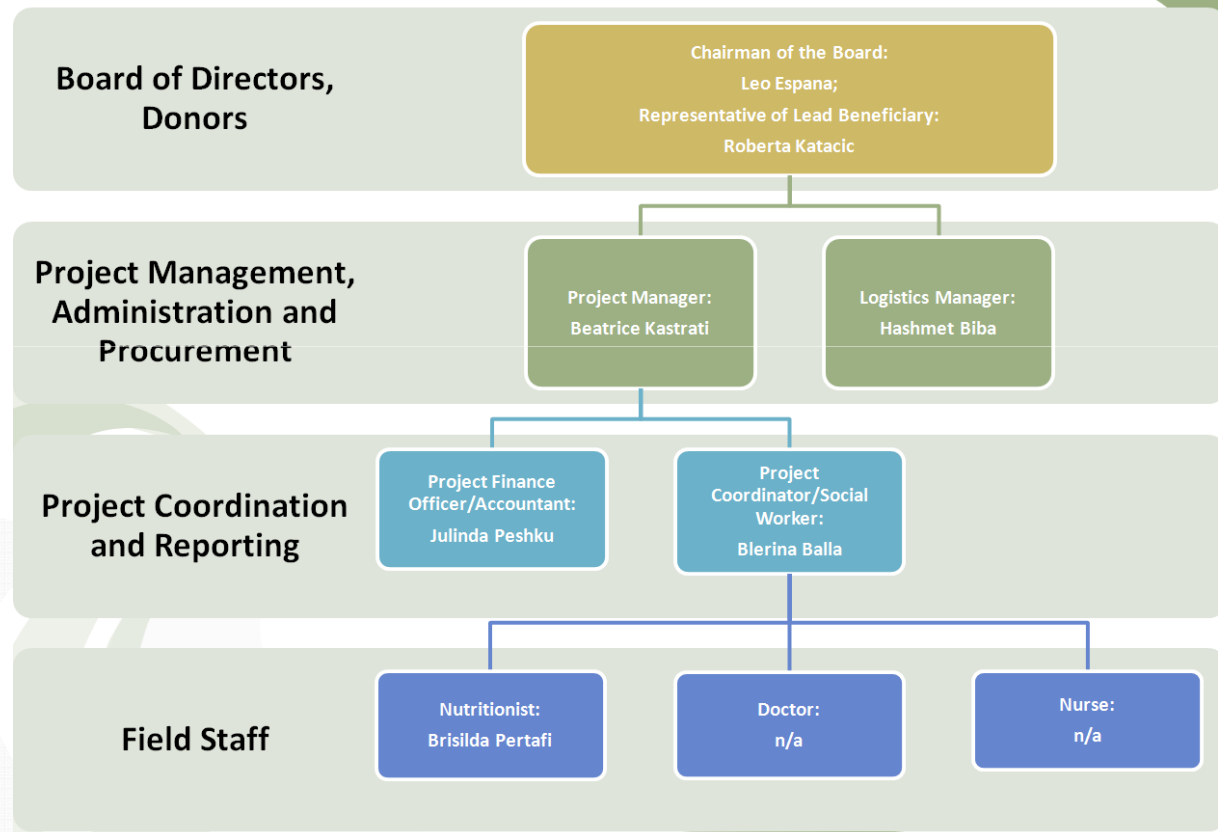 Board of Directors,
Donors
Chairman of the Board:
Leo Espana;
Representative of Lead Beneficiary:
Roberta Katacic
Project Management,
Administration and
Procurement
Project Manager:
Beatrice Kastrati
Logistics Manager:
Hashmet Biba
Project Coordination
and Reporting
Project Finance
Officer/Accountant:
Julinda Peshku
Project
Coordinator/Social
Worker:
Blerina Balla
Field Staff
Nutritionist:
Brisilda Pertafi
Doctor:
n/a
Nurse:
n/a